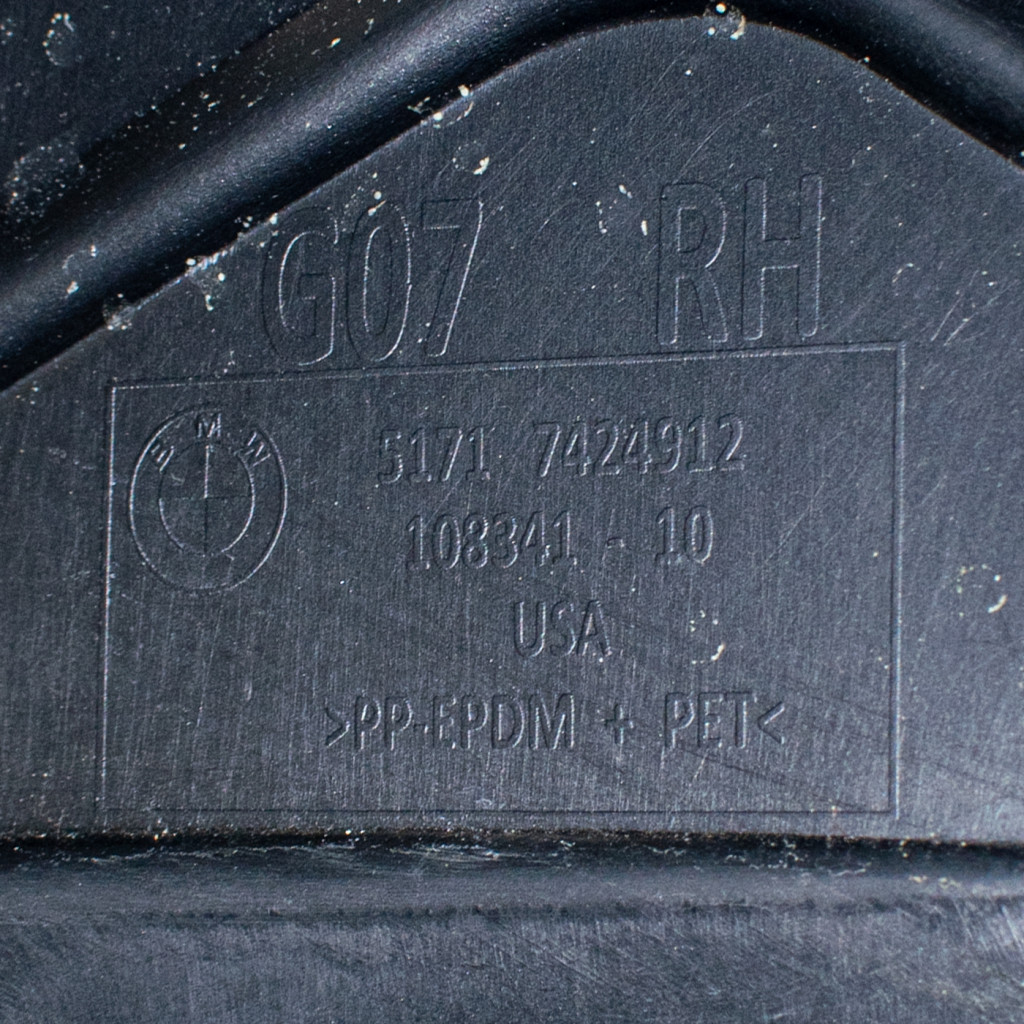 G07 RH
BMW
5171 7424912
108341 - 10
USA
>PP-EPDM + PET<